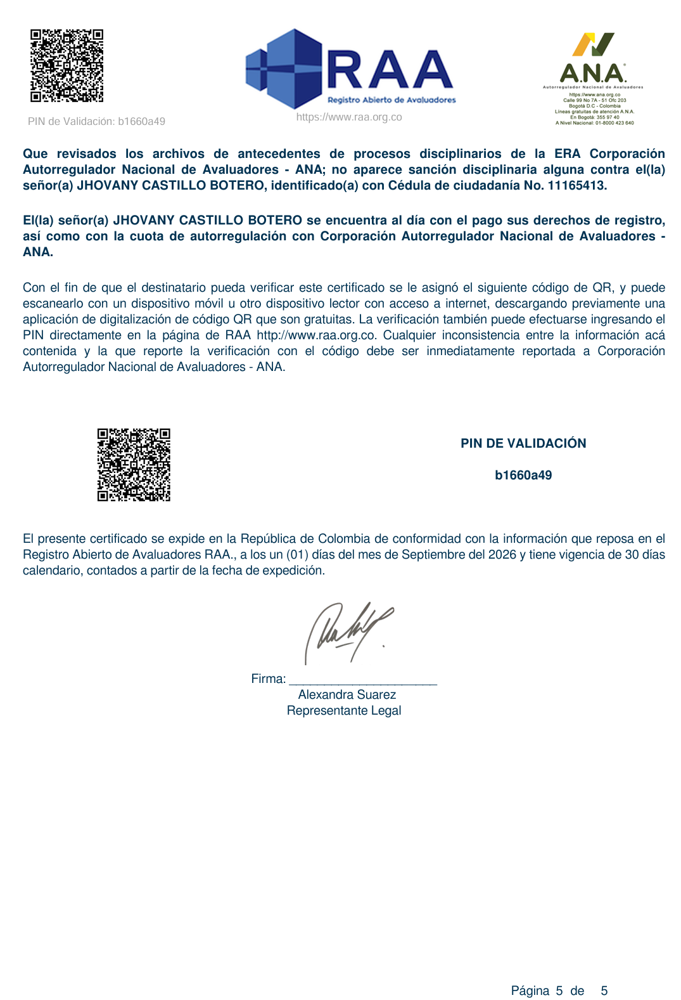 RAA
Registro Abierto de Avaluadores
https://www.raa.org.co
PIN de Validación: b1660a49
A.N.A.
Autorregulador Nacional de Avaluadores
https://www.ana.org.co
Calle 99 No 7A - 51 Ofc 203
Bogotá D.C - Colombia
Líneas gratuitas de atención A.N.A.
En Bogotá: 355 97 40
A Nivel Nacional: 01-8000 423 640
Que revisados los archivos de antecedentes de procesos disciplinarios de la ERA Corporación
Autorregulador Nacional de Avaluadores - ANA; no aparece sanción disciplinaria alguna contra el(la)
señor(a) JHOVANY CASTILLO BOTERO, identificado(a) con Cédula de ciudadanía No. 11165413.
El(la) señor(a) JHOVANY CASTILLO BOTERO se encuentra al día con el pago sus derechos de registro,
así como con la cuota de autorregulación con Corporación Autorregulador Nacional de Avaluadores -
ANA.
Con el fin de que el destinatario pueda verificar este certificado se le asignó el siguiente código de QR, y puede
escanearlo con un dispositivo móvil u otro dispositivo lector con acceso a internet, descargando previamente una
aplicación de digitalización de código QR que son gratuitas. La verificación también puede efectuarse ingresando el
PIN directamente en la página de RAA http://www.raa.org.co. Cualquier inconsistencia entre la información acá
contenida y la que reporte la verificación con el código debe ser inmediatamente reportada a Corporación
Autorregulador Nacional de Avaluadores - ANA.
PIN DE VALIDACIÓN
b1660a49
El presente certificado se expide en la República de Colombia de conformidad con la información que reposa en el
Registro Abierto de Avaluadores RAA., a los un (01) días del mes de Septiembre del 2026 y tiene vigencia de 30 días
calendario, contados a partir de la fecha de expedición.
Firma: _____________________
Alexandra Suarez
Representante Legal
Página 5 de 5